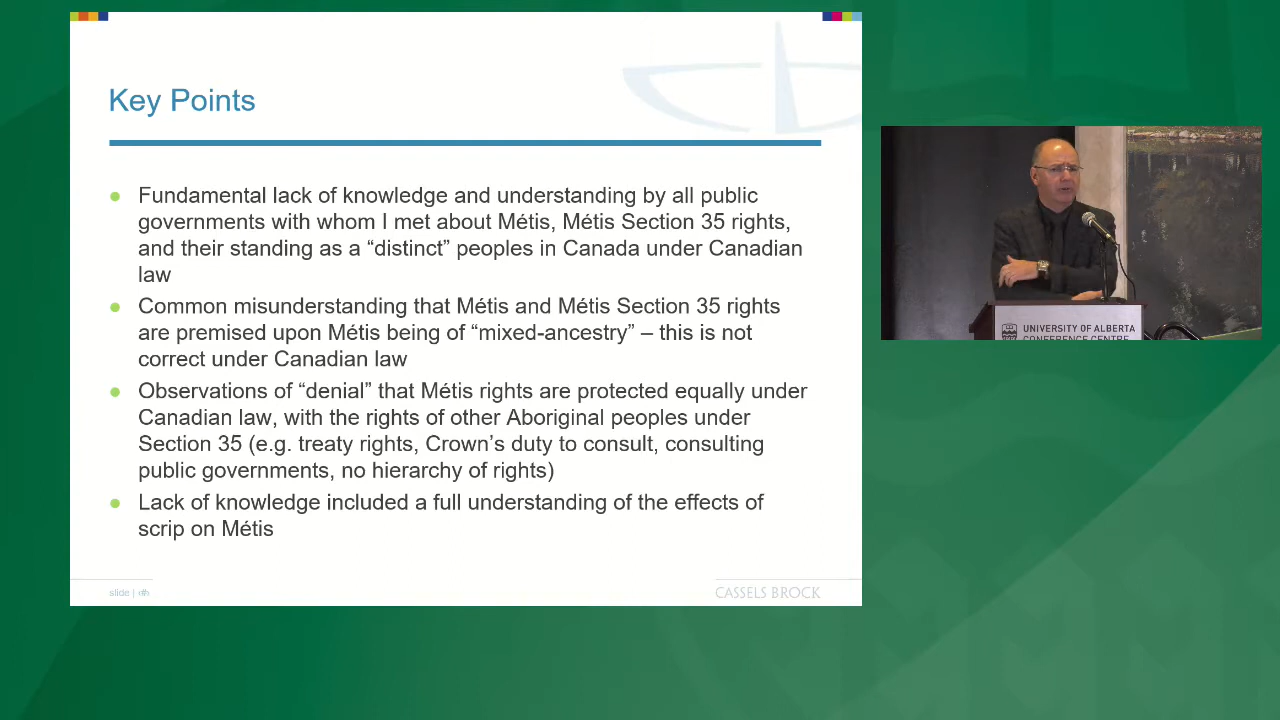 Key Points
Fundamental lack of knowledge and understanding by all public
governments with whom I met about Métis, Métis Section 35 rights,
and their standing as a “distinct” peoples in Canada under Canadian
law
Common misunderstanding that Métis and Métis Section 35 rights
are premised upon Métis being of “mixed-ancestry” – this is not
correct under Canadian law
Observations of “denial” that Métis rights are protected equally under
Canadian law, with the rights of other Aboriginal peoples under
Section 35 (e.g. treaty rights, Crown’s duty to consult, consulting
public governments, no hierarchy of rights)
Lack of knowledge included a full understanding of the effects of
scrip on Métis
slide | ‹#›
CASSELS BROCK
UNIVERSITY OF ALBERTA
CONFERENCE CENTRE